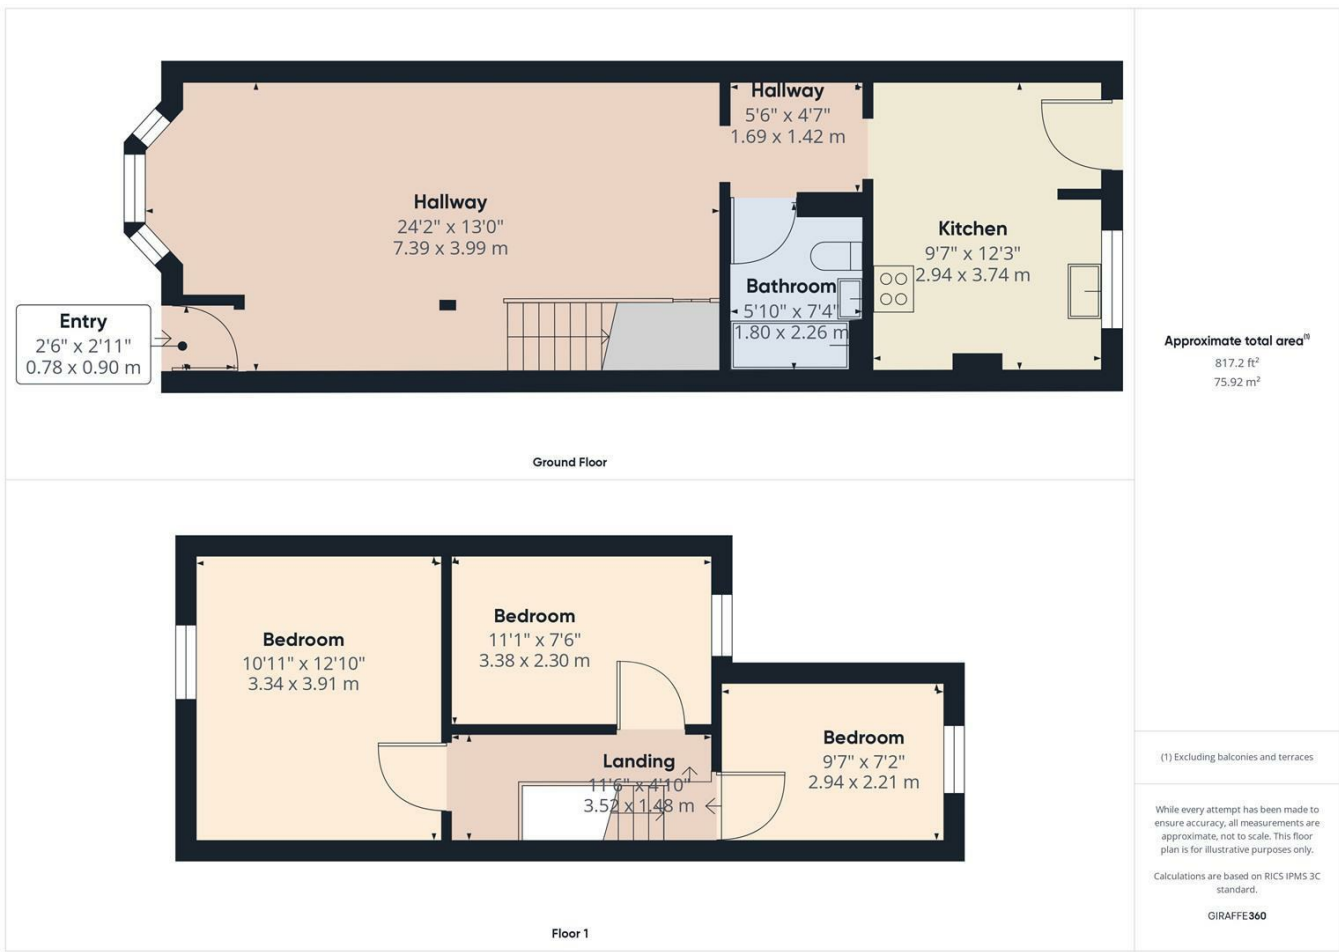 Hallway
5'6" x 4'7"
1.69 x 1.42 m
Hallway
24'2" x 13'0"
7.39 x 3.99 m
Kitchen
9'7" x 12'3"
2.94 x 3.74 m
Bathroom
5'10" x 7'4"
1.80 x 2.26 m
Entry
2'6" x 2'11"
0.78 x 0.90 m
Ground Floor
Bedroom
10'11" x 12'10"
3.34 x 3.91 m
Bedroom
11'1" x 7'6"
3.38 x 2.30 m
Landing
11'6" x 4'10"
3.52 x 1.48 m
Bedroom
9'7" x 7'2"
2.94 x 2.21 m
Floor 1
Approximate total area⁽¹⁾
817.2 ft²
75.92 m²
(1) Excluding balconies and terraces
While every attempt has been made to
ensure accuracy, all measurements are
approximate, not to scale. This floor
plan is for illustrative purposes only.
Calculations are based on RICS IPMS 3C
standard.
GIRAFFE360